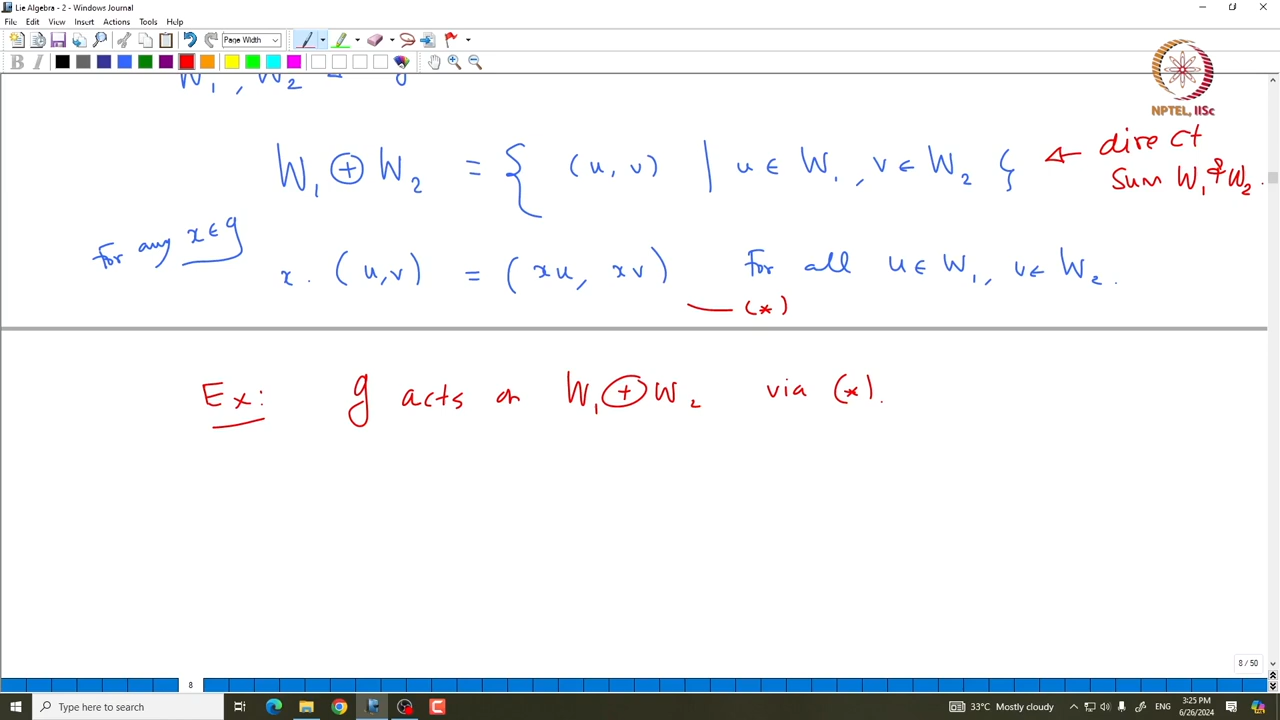 Lie Algebra - 2 - Windows Journal
File Edit View Insert Actions Tools Help
Page Width
B I
NPTEL, IISc
W₁, W₂
W₁ ⊕ W₂ = { (u, v) | u ∈ W₁, v ∈ W₂ } ← direct
sum W₁ & W₂.
For any x ∈ g
x . (u,v) = (xu, xv) For all u ∈ W₁, v ∈ W₂.
— (*)
Ex: g acts on W₁ ⊕ W₂ via (*).
8 / 50
8
Type here to search
33°C Mostly cloudy
ENG
3:25 PM
6/26/2024